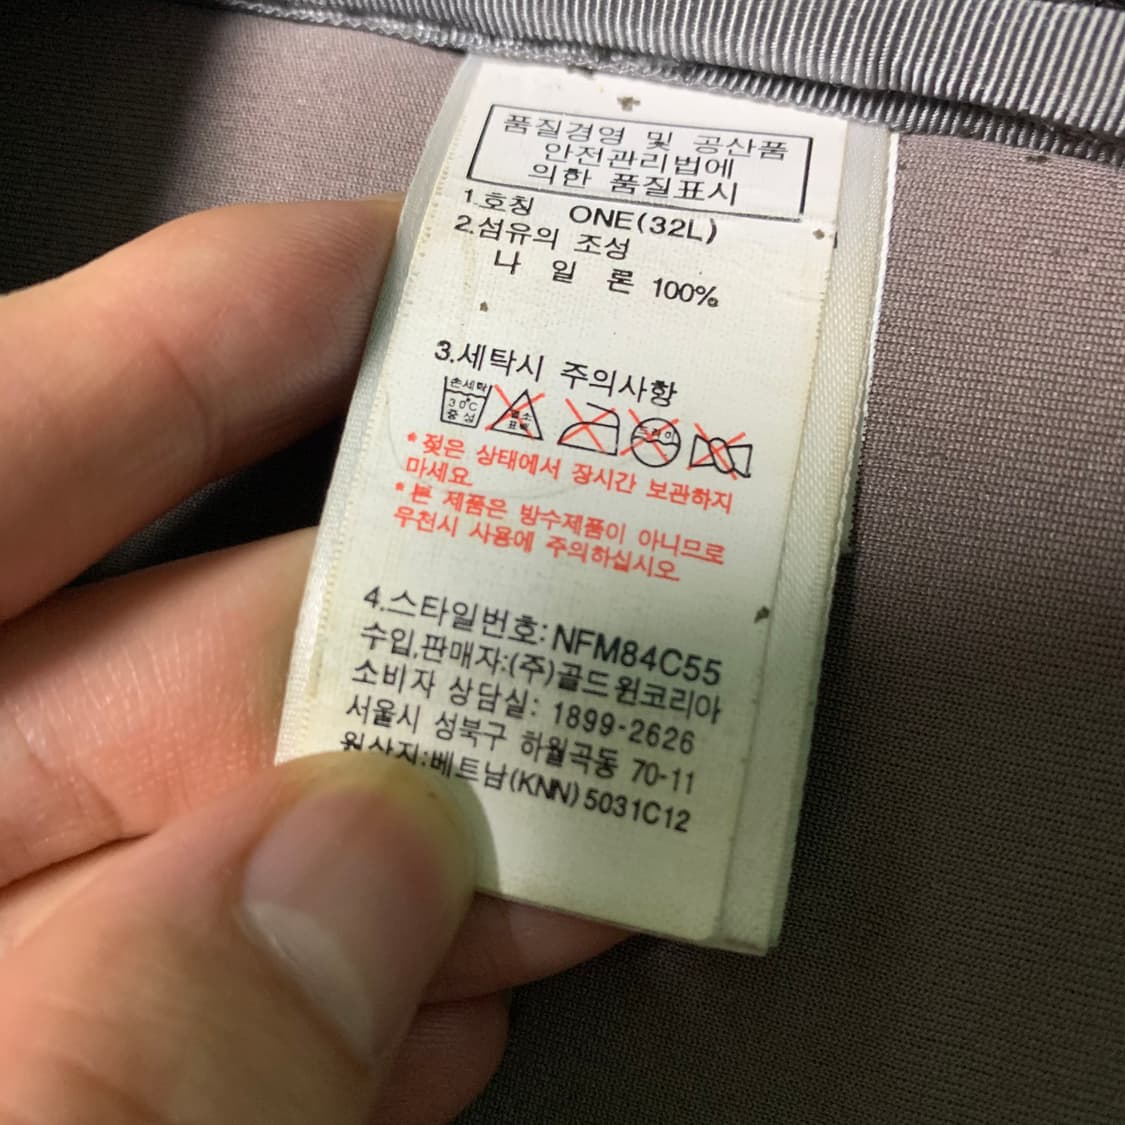 품질경영 및 공산품
안전관리법에
의한 품질표시
1.호칭 ONE(32L)
2.섬유의 조성
나 일 론 100%
3.세탁시 주의사항
손세탁
30°C
중성
염소
표백
드라이
*젖은 상태에서 장시간 보관하지
마세요
*본 제품은 방수제품이 아니므로
우천시 사용에 주의하십시오
4.스타일번호: NFM84C55
수입,판매자:(주)골드윈코리아
소비자 상담실: 1899-2626
서울시 성북구 하월곡동 70-11
원산지:베트남(KNN)5031C12